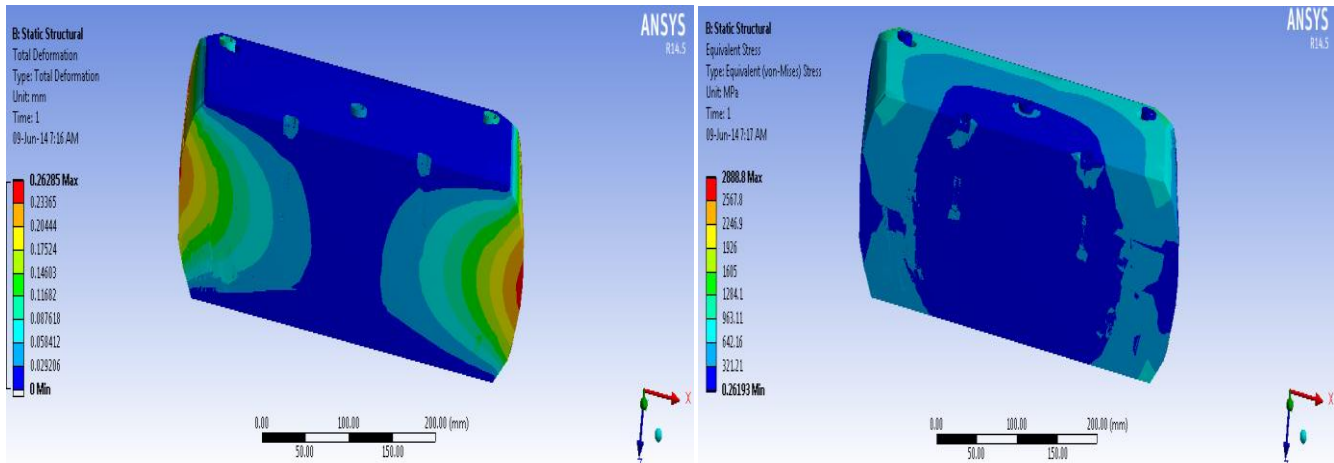 ANSYS
R14.5
B: Static Structural
Total Deformation
Type: Total Deformation
Unit: mm
Time: 1
09-Jun-14 7:16 AM
0.26285 Max
0.23365
0.20444
0.17524
0.14603
0.11682
0.087618
0.058412
0.029206
0 Min
0.00
100.00
200.00 (mm)
50.00
150.00
X
Z
ANSYS
R14.5
B: Static Structural
Equivalent Stress
Type: Equivalent (von-Mises) Stress
Unit: MPa
Time: 1
09-Jun-14 7:17 AM
2888.8 Max
2567.8
2246.9
1926
1605
1284.1
963.11
642.16
321.21
0.26193 Min
0.00
100.00
200.00 (mm)
50.00
150.00
X